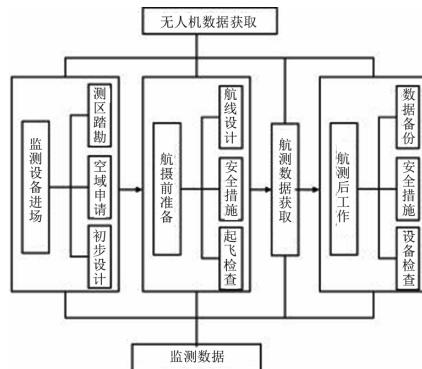 无人机数据获取
监测设备进场
测区踏勘
空域申请
初步设计
航摄前准备
航线设计
安全措施
起飞检查
航测数据获取
航测后工作
数据备份
安全措施
设备检查
监测数据